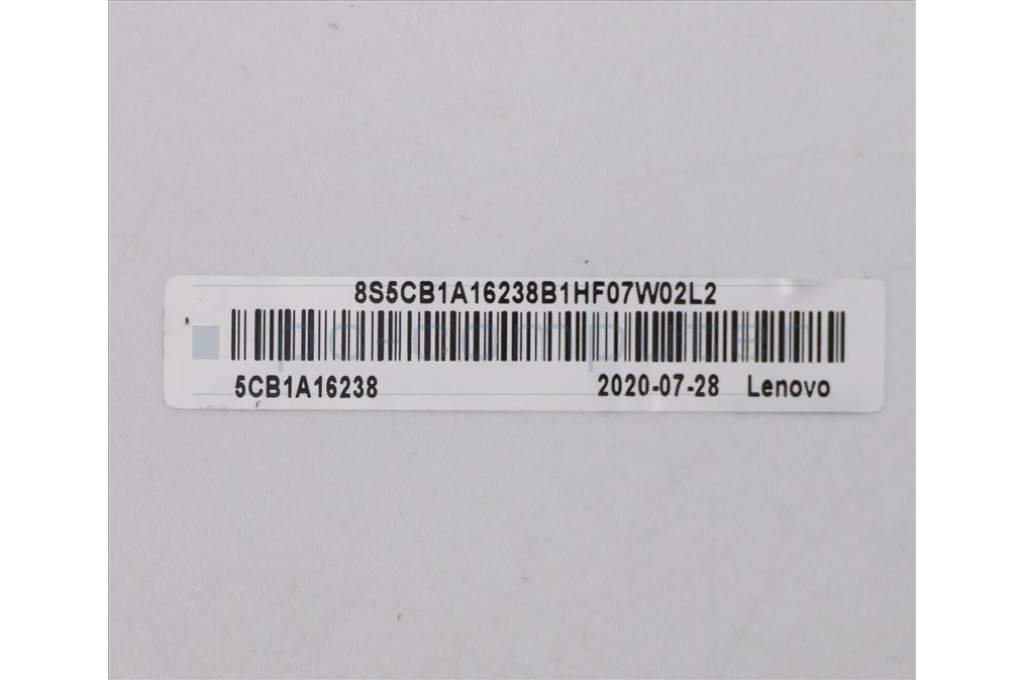 8S5CB1A16238B1HF07W02L2
5CB1A16238 2020-07-28 Lenovo